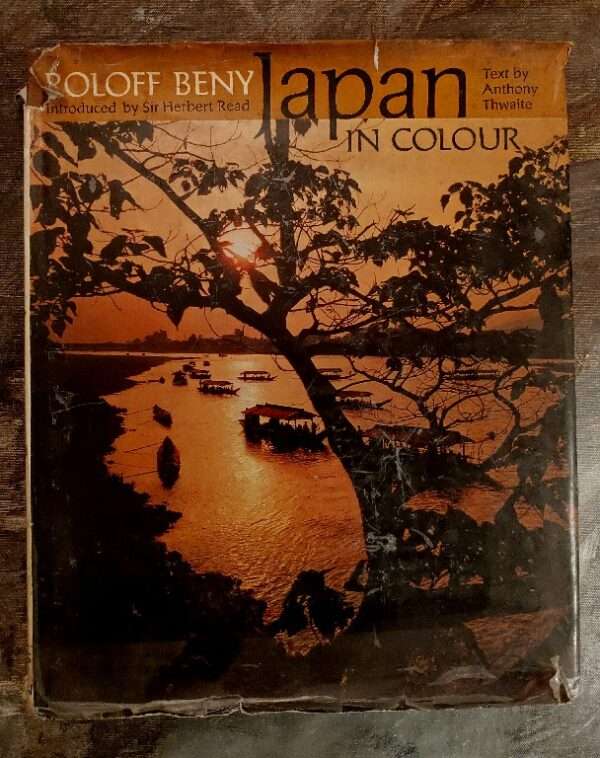 ROLOFF BENY
Introduced by Sir Herbert Read
Japan
IN COLOUR
Text by
Anthony
Thwaite